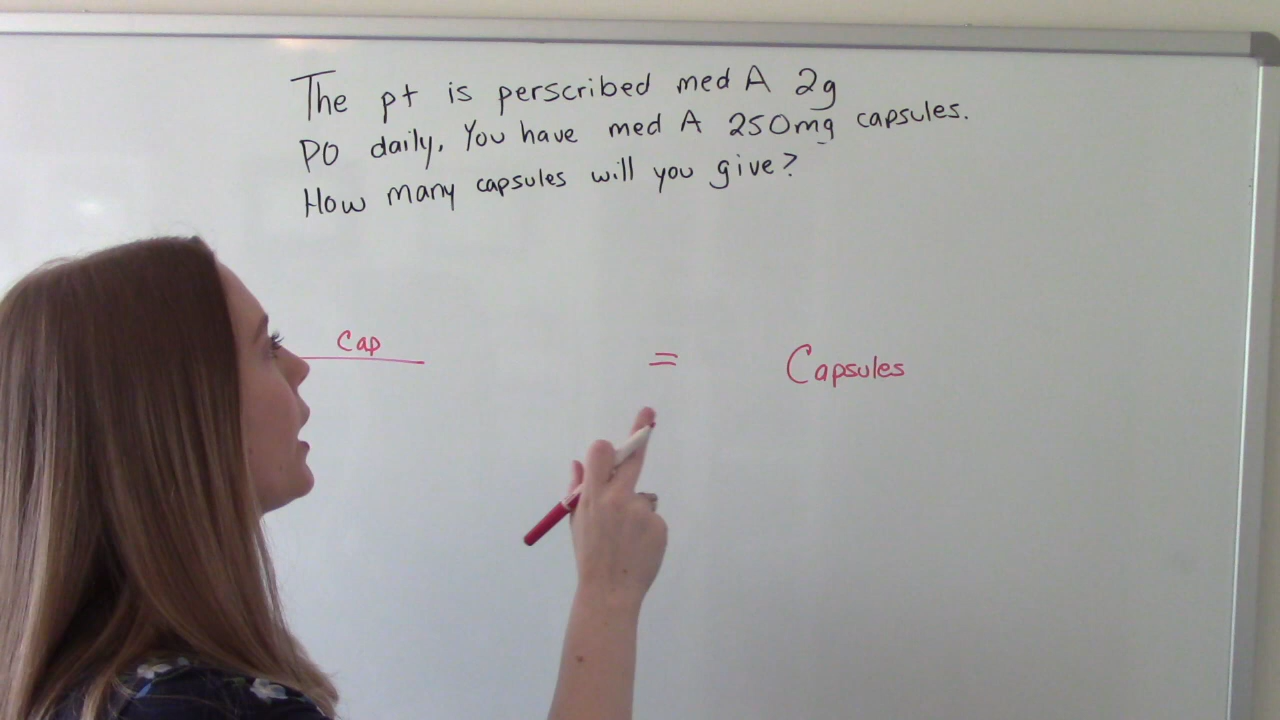 The pt is perscribed med A 2g
PO daily. You have med A 250mg capsules.
How many capsules will you give?
Cap
= Capsules